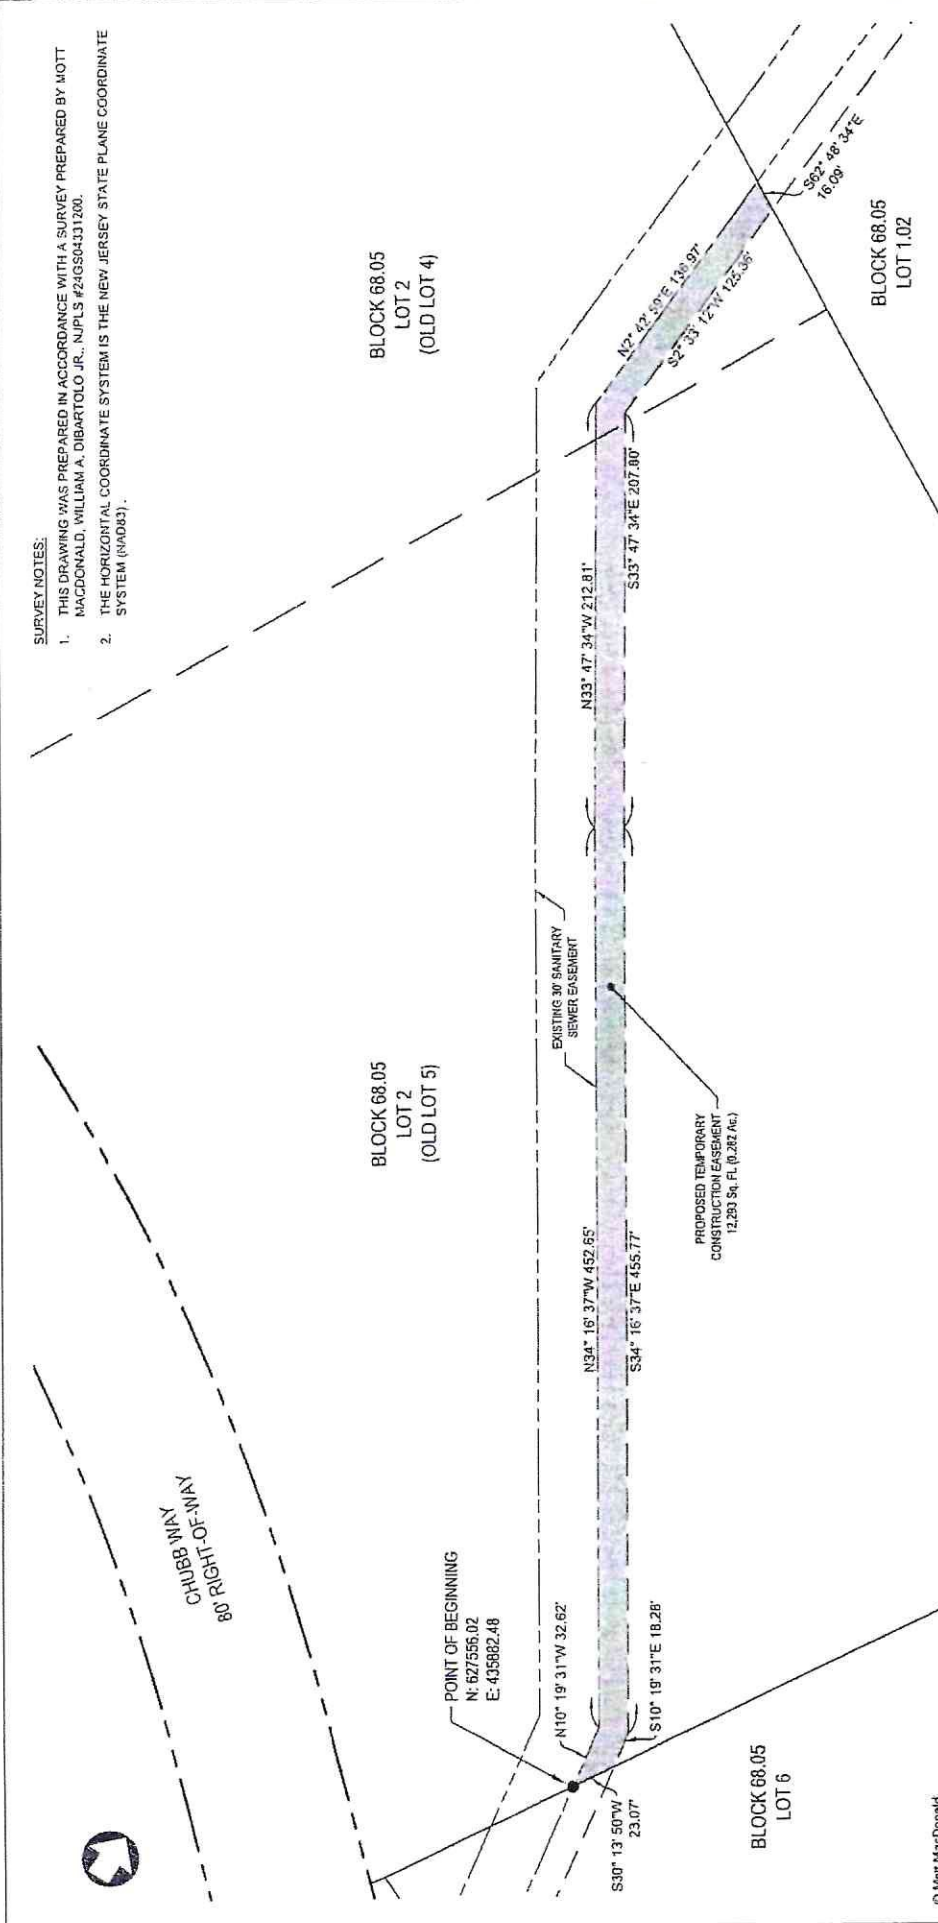 SURVEY NOTES:
1. THIS DRAWING WAS PREPARED IN ACCORDANCE WITH A SURVEY PREPARED BY MOTT
MACDONALD, WILLIAM A. DIBARTOLO JR., NJPLS #24GS04331200.
2. THE HORIZONTAL COORDINATE SYSTEM IS THE NEW JERSEY STATE PLANE COORDINATE
SYSTEM (NAD83).
CHUBB WAY
80' RIGHT-OF-WAY
BLOCK 68.05
LOT 2
(OLD LOT 5)
BLOCK 68.05
LOT 2
(OLD LOT 4)
POINT OF BEGINNING
N: 627556.02
E: 435882.48
EXISTING 30' SANITARY
SEWER EASEMENT
N10° 19' 31"W 32.62'
N34° 16' 37"W 452.65'
N33° 47' 34"W 212.81'
N2° 42' 59"E 136.97'
S62° 48' 34"E
16.09'
S2° 33' 12"W 125.36'
S33° 47' 34"E 207.80'
S34° 16' 37"E 455.77'
S10° 19' 31"E 18.28'
S30° 13' 50"W
23.07'
PROPOSED TEMPORARY
CONSTRUCTION EASEMENT
12,293 Sq. Ft. (0.282 Ac.)
BLOCK 68.05
LOT 6
BLOCK 68.05
LOT 1.02
© Mott MacDonald